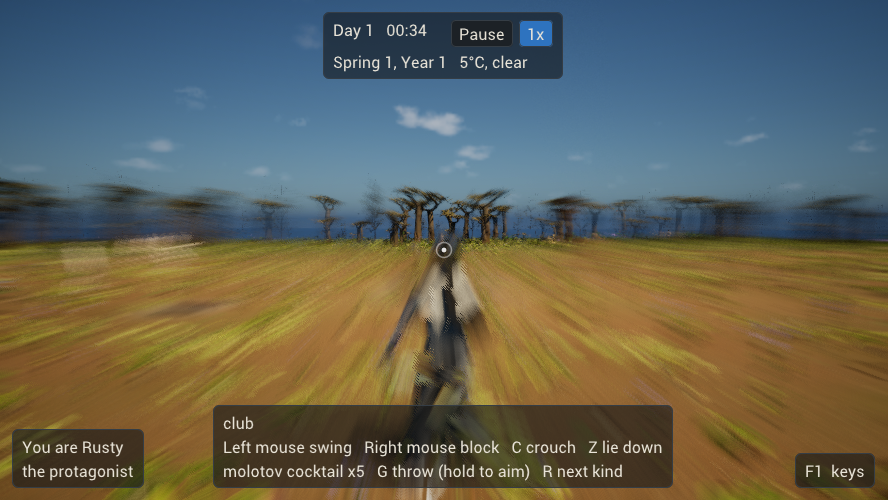 Day 1 00:34 Pause 1x
Spring 1, Year 1 5°C, clear
You are Rusty
the protagonist
club
Left mouse swing Right mouse block C crouch Z lie down
molotov cocktail x5 G throw (hold to aim) R next kind
F1 keys